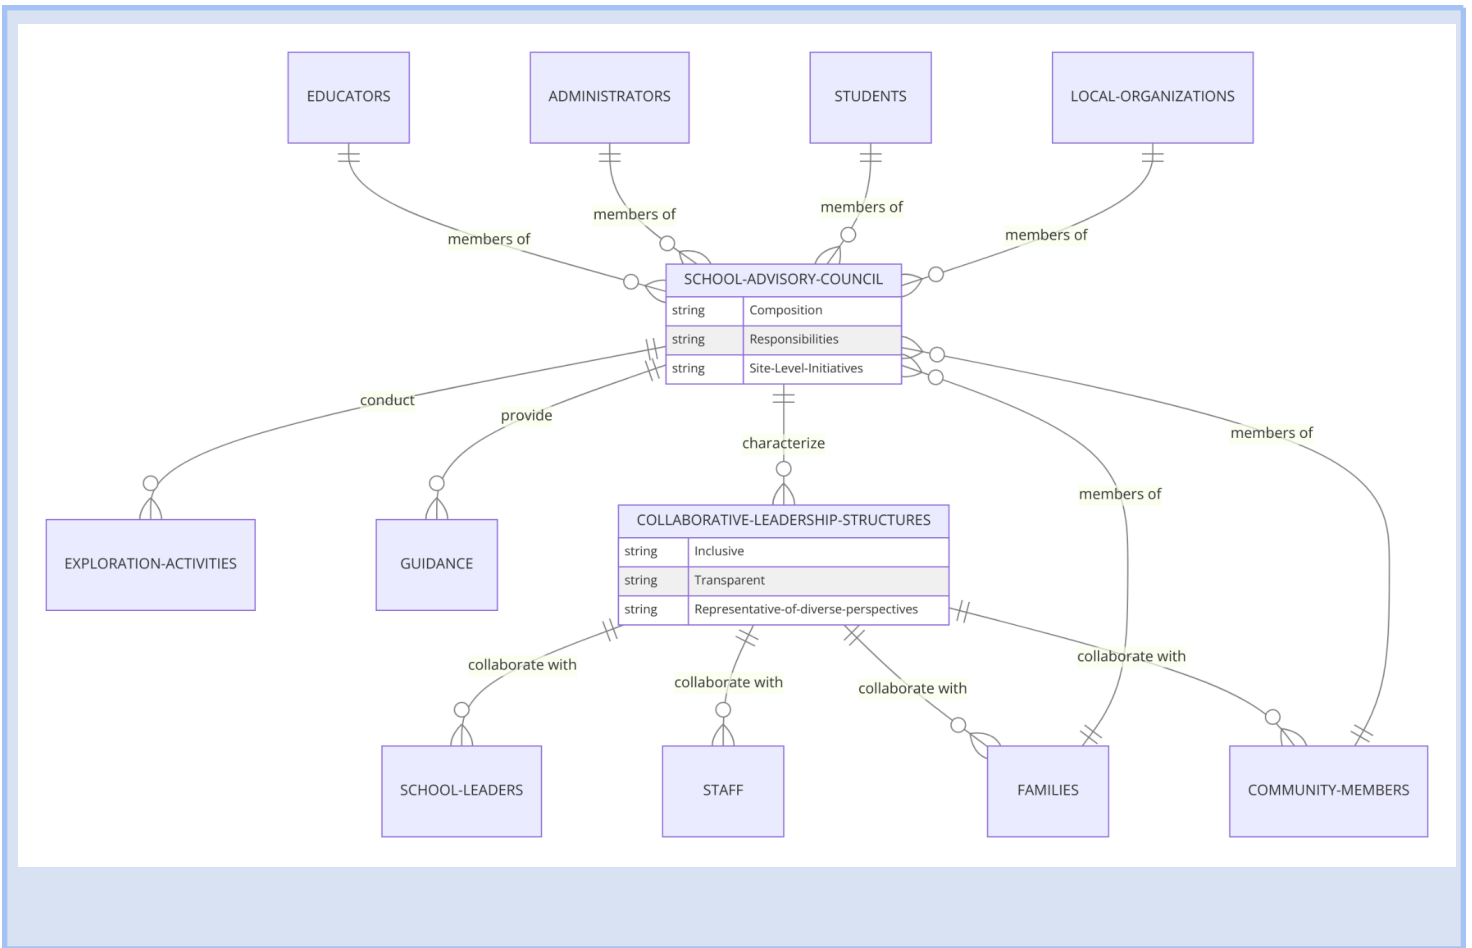 EDUCATORS
ADMINISTRATORS
STUDENTS
LOCAL-ORGANIZATIONS
members of
members of
members of
members of
SCHOOL-ADVISORY-COUNCIL
string Composition
string Responsibilities
string Site-Level-Initiatives
conduct
provide
characterize
members of
members of
COLLABORATIVE-LEADERSHIP-STRUCTURES
string Inclusive
string Transparent
string Representative-of-diverse-perspectives
EXPLORATION-ACTIVITIES
GUIDANCE
collaborate with
collaborate with
collaborate with
collaborate with
SCHOOL-LEADERS
STAFF
FAMILIES
COMMUNITY-MEMBERS